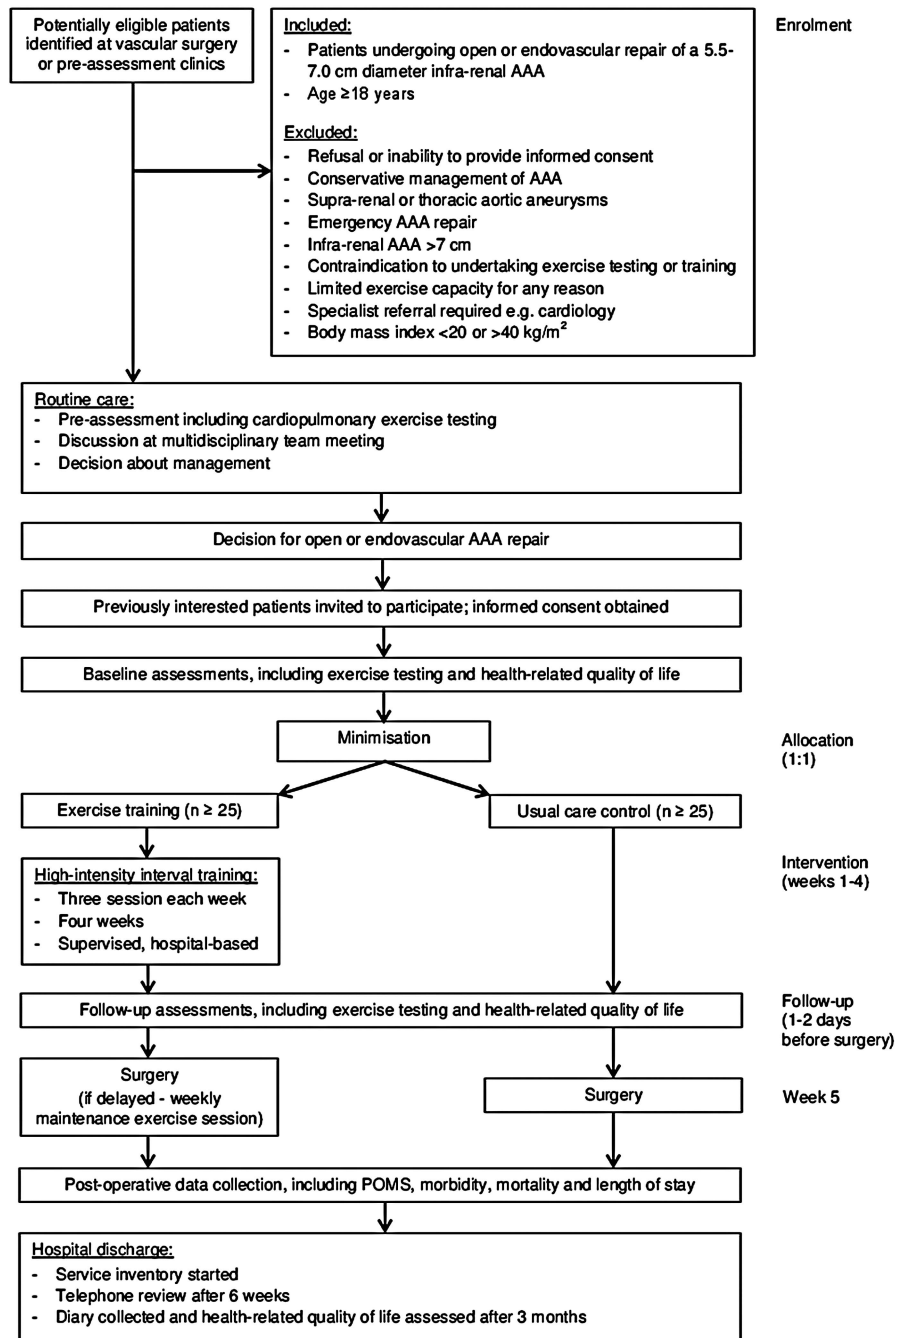 Potentially eligible patients
identified at vascular surgery
or pre-assessment clinics
Included:
- Patients undergoing open or endovascular repair of a 5.5-
7.0 cm diameter infra-renal AAA
- Age ≥18 years
Excluded:
- Refusal or inability to provide informed consent
- Conservative management of AAA
- Supra-renal or thoracic aortic aneurysms
- Emergency AAA repair
- Infra-renal AAA >7 cm
- Contraindication to undertaking exercise testing or training
- Limited exercise capacity for any reason
- Specialist referral required e.g. cardiology
- Body mass index <20 or >40 kg/m²
Enrolment
Routine care:
- Pre-assessment including cardiopulmonary exercise testing
- Discussion at multidisciplinary team meeting
- Decision about management
Decision for open or endovascular AAA repair
Previously interested patients invited to participate; informed consent obtained
Baseline assessments, including exercise testing and health-related quality of life
Minimisation
Allocation
(1:1)
Exercise training (n ≥ 25)
Usual care control (n ≥ 25)
High-intensity interval training:
- Three session each week
- Four weeks
- Supervised, hospital-based
Intervention
(weeks 1-4)
Follow-up assessments, including exercise testing and health-related quality of life
Follow-up
(1-2 days
before surgery)
Surgery
(if delayed - weekly
maintenance exercise session)
Surgery
Week 5
Post-operative data collection, including POMS, morbidity, mortality and length of stay
Hospital discharge:
- Service inventory started
- Telephone review after 6 weeks
- Diary collected and health-related quality of life assessed after 3 months